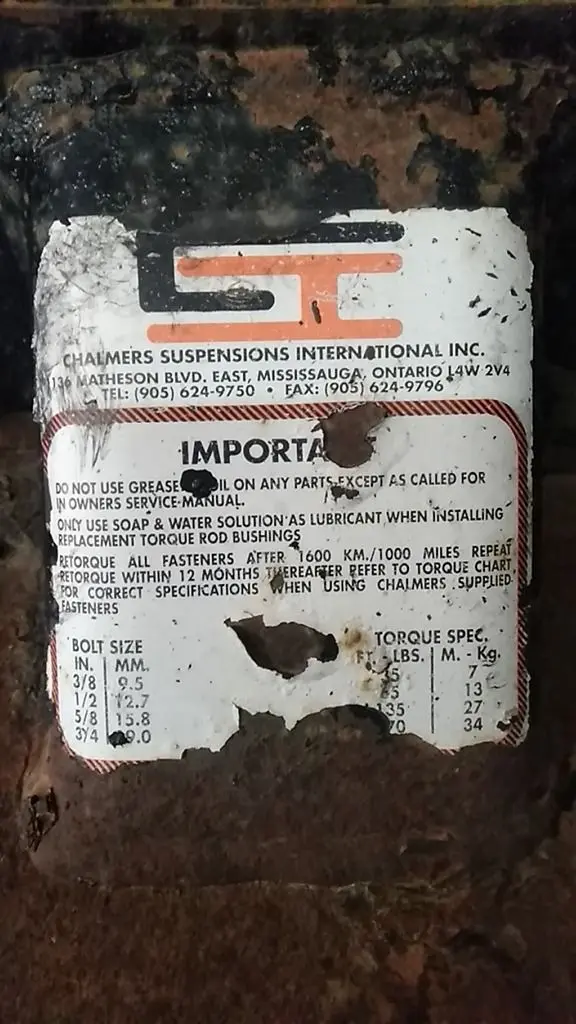 CHALMERS SUSPENSIONS INTERNATIONAL INC.
136 MATHESON BLVD. EAST, MISSISSAUGA, ONTARIO L4W 2V4
TEL: (905) 624-9750 • FAX: (905) 624-9796
IMPORTA
DO NOT USE GREASE OIL ON ANY PARTS EXCEPT AS CALLED FOR
IN OWNERS SERVICE MANUAL.
ONLY USE SOAP & WATER SOLUTION AS LUBRICANT WHEN INSTALLING
REPLACEMENT TORQUE ROD BUSHINGS
RETORQUE ALL FASTENERS AFTER 1600 KM./1000 MILES REPEAT
RETORQUE WITHIN 12 MONTHS THEREAFTER REFER TO TORQUE CHART
FOR CORRECT SPECIFICATIONS WHEN USING CHALMERS SUPPLIED
FASTENERS
BOLT SIZE TORQUE SPEC.
IN. MM. FT. LBS. M. - Kg.
3/8 9.5 7
1/2 12.7 13
5/8 15.8 135 27
3/4 9.0 70 34